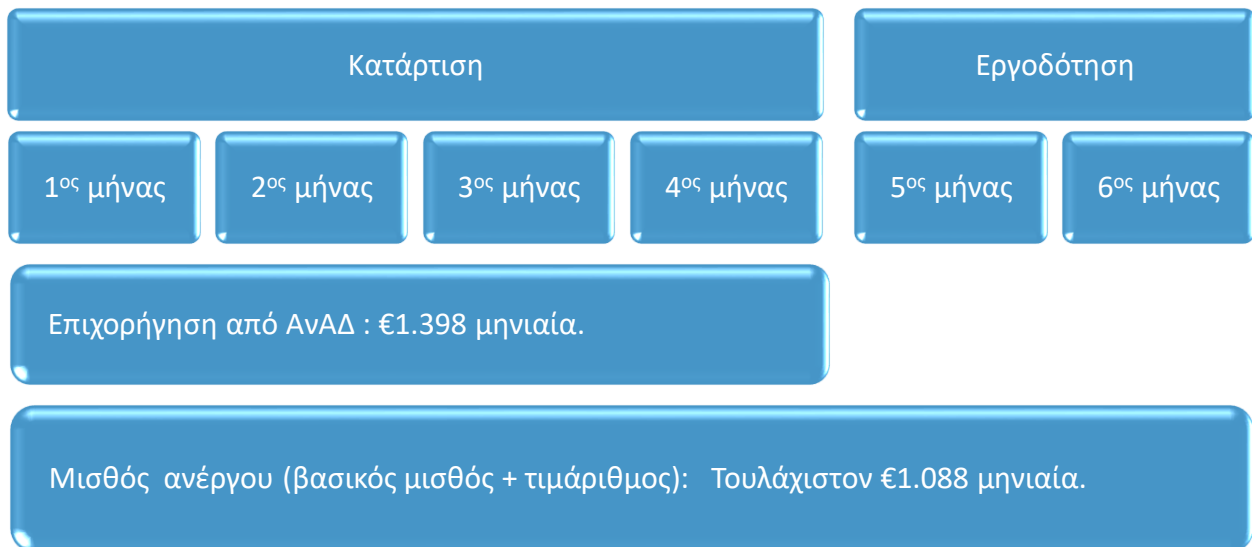 Κατάρτιση
Εργοδότηση
1ος μήνας
2ος μήνας
3ος μήνας
4ος μήνας
5ος μήνας
6ος μήνας
Επιχορήγηση από ΑνΑΔ : €1.398 μηνιαία.
Μισθός ανέργου (βασικός μισθός + τιμάριθμος): Τουλάχιστον €1.088 μηνιαία.